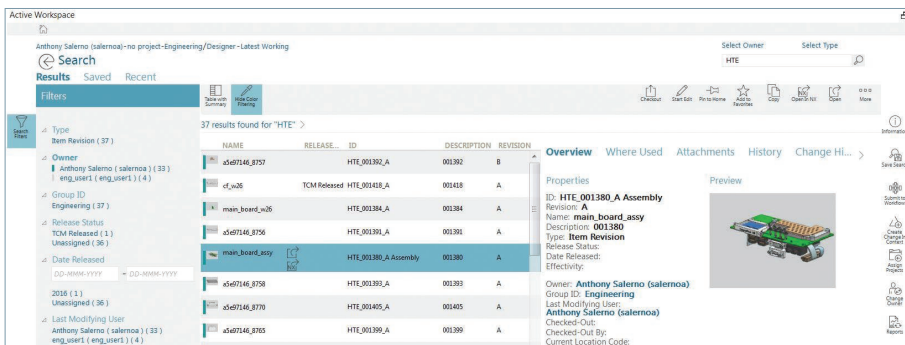 Active Workspace
Anthony Salerno (salernoa)-no project-Engineering/Designer-Latest Working
Select Owner Select Type
Search
HTE
Results Saved Recent
Filters
Table with Summary
Hide Color Filtering
Checkout
Start Edit
Pin to Home
Add to Favorites
Copy
Open In NX
Open
More
Search Filters
37 results found for "HTE" >
Type
Item Revision ( 37 )
Owner
Anthony Salerno ( salernoa ) ( 33 )
eng_user1 ( eng_user1 ) ( 4 )
Group ID
Engineering ( 37 )
Release Status
TCM Released ( 1 )
Unassigned ( 36 )
Date Released
DD-MMM-YYYY - DD-MMM-YYYY
2016 ( 1 )
Unassigned ( 36 )
Last Modifying User
Anthony Salerno ( salernoa ) ( 33 )
eng_user1 ( eng_user1 ) ( 4 )
NAME RELEASE... ID DESCRIPTION REVISION
a5e97146_8757 HTE_001392_A 001392 B
cf_w26 TCM Released HTE_001418_A 001418 A
main_board_w26 HTE_001384_A 001384 A
a5e97146_8756 HTE_001391_A 001391 A
main_board_assy HTE_001380_A Assembly 001380 A
NX
a5e97146_8758 HTE_001393_A 001393 A
a5e97146_8770 HTE_001405_A 001405 A
a5e97146_8765 HTE_001399_A 001399 A
Overview Where Used Attachments History Change Hi... >
Properties
ID: HTE_001380_A Assembly
Revision: A
Name: main_board_assy
Description: 001380
Type: Item Revision
Release Status:
Date Released:
Effectivity:
Owner: Anthony Salerno (salernoa)
Group ID: Engineering
Last Modifying User:
Anthony Salerno (salernoa)
Checked-Out:
Checked-Out By:
Current Location Code:
Preview
Information
Save Search
Submit to Workflow
Create Change In Context
Assign Projects
Change Owner
Reports